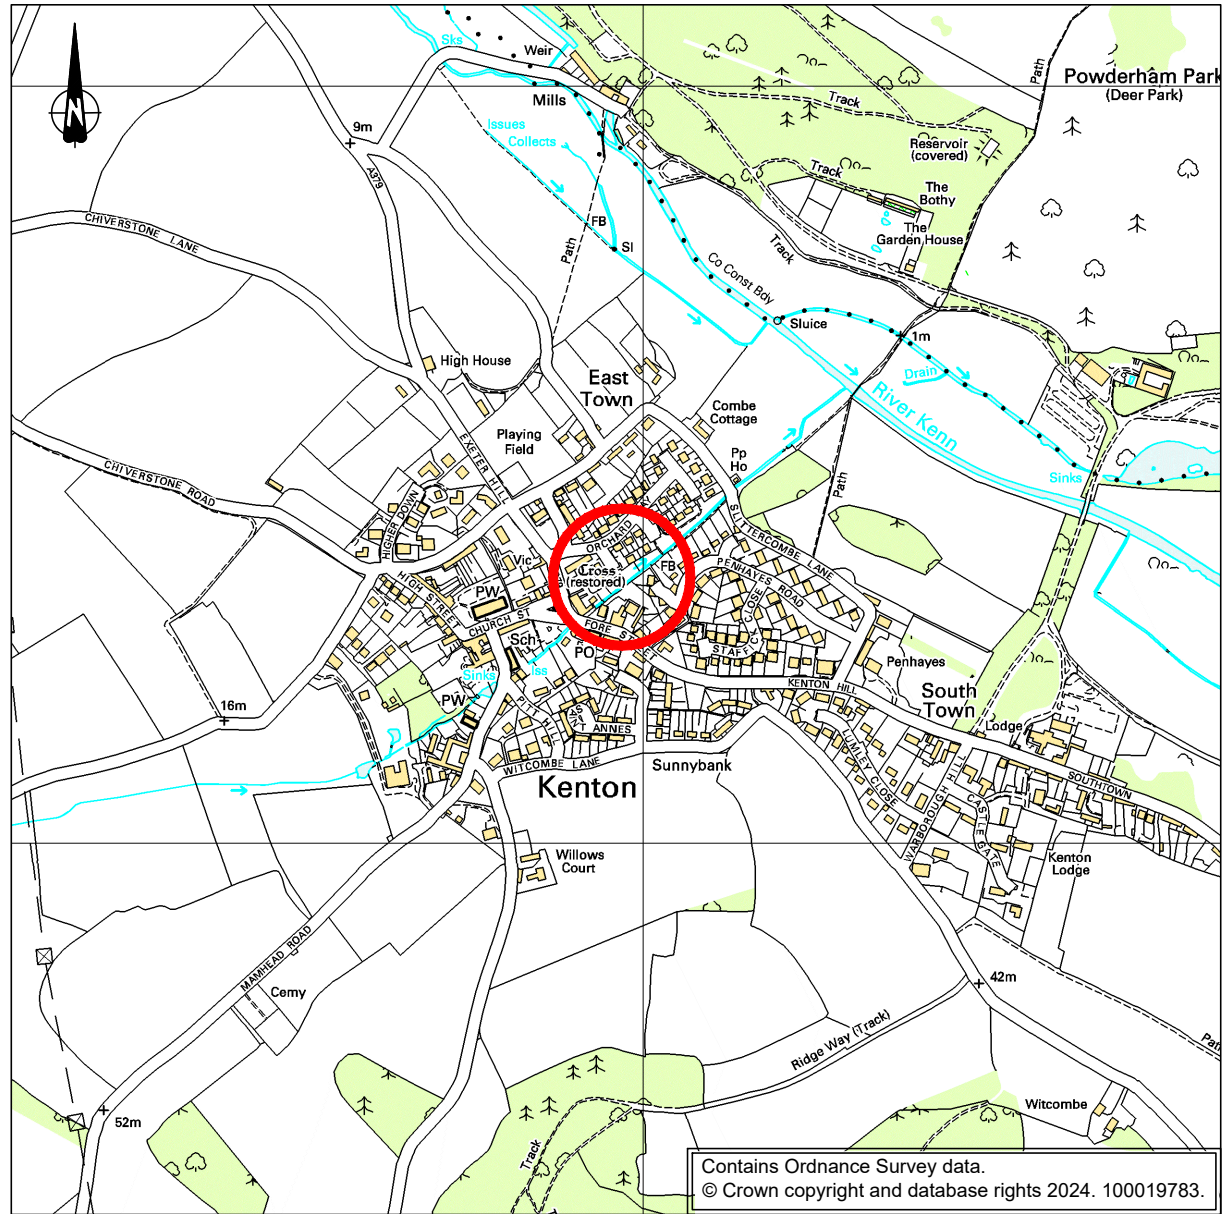 Sks
Weir
Mills
Path
Powderham Park
(Deer Park)
N
9m
A379
Issues
Collects
Track
Reservoir
(covered)
Track
The
Bothy
The
Garden House
CHIVERSTONE LANE
FB
Sl
Path
Track
Co Const Bdy
Sluice
1m
Drain
River Kenn
High House
East
Town
Combe
Cottage
Playing
Field
EXETER HILL
Pp
Ho
Path
Sinks
CHIVERSTONE ROAD
HIGHER DOWN
ORCHARD
SLITTERCOMBE LANE
Vic
Cross
(restored)
FB
PENHAYES ROAD
HIGH STREET
PW
CHURCH ST
FORE ST
CLOSE
STAFFICK
Sch
PO
Iss
Sinks
PW
Penhayes
KENTON HILL
South
Town
Lodge
16m
PITT HILL
ST
ANNES
WITCOMBE LANE
Sunnybank
Kenton
LUMLEY CLOSE
WARBOROUGH HILL
CASTLE GATE
SOUTHTOWN
Willows
Court
Kenton
Lodge
MAMHEAD ROAD
Cemy
42m
Ridge Way (Track)
Path
52m
Track
Witcombe
Contains Ordnance Survey data.
© Crown copyright and database rights 2024. 100019783.
Tr